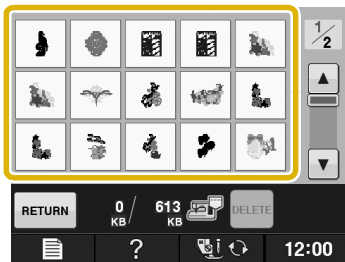 1/2
RETURN
0 KB / 613 KB
DELETE
?
12:00